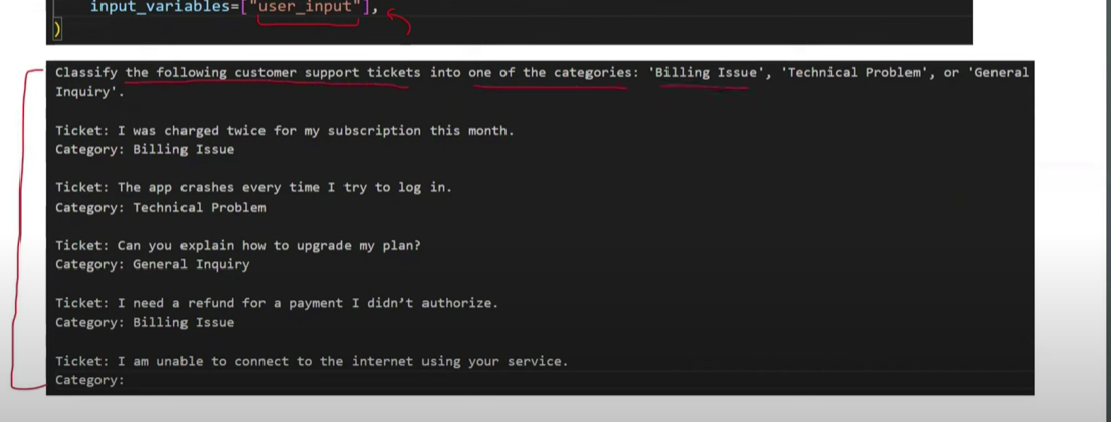 input_variables=["user_input"],
)
Classify the following customer support tickets into one of the categories: 'Billing Issue', 'Technical Problem', or 'General
Inquiry'.
Ticket: I was charged twice for my subscription this month.
Category: Billing Issue
Ticket: The app crashes every time I try to log in.
Category: Technical Problem
Ticket: Can you explain how to upgrade my plan?
Category: General Inquiry
Ticket: I need a refund for a payment I didn’t authorize.
Category: Billing Issue
Ticket: I am unable to connect to the internet using your service.
Category: